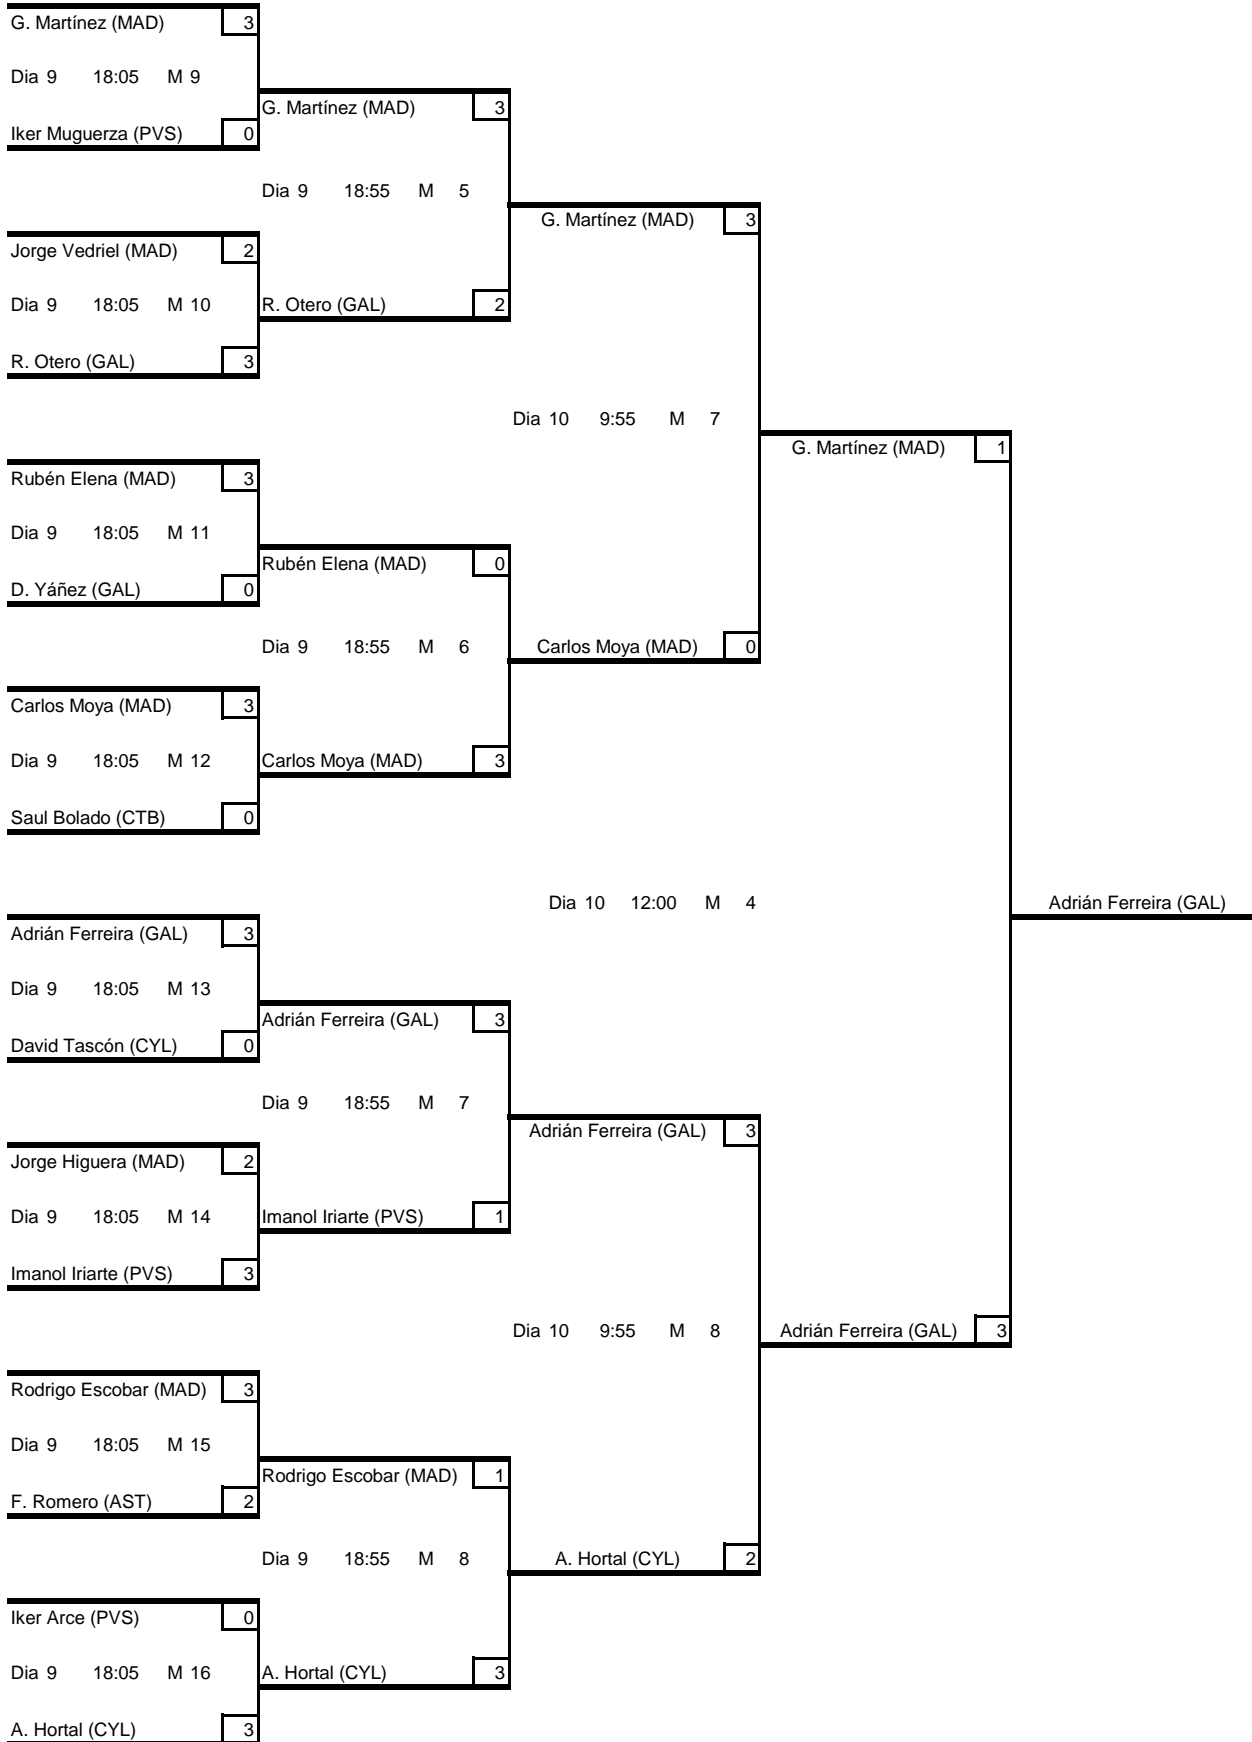 G. Martínez (MAD) 3
Dia 9 18:05 M 9
G. Martínez (MAD) 3
Iker Muguerza (PVS) 0
Dia 9 18:55 M 5
G. Martínez (MAD) 3
Jorge Vedriel (MAD) 2
Dia 9 18:05 M 10
R. Otero (GAL) 2
R. Otero (GAL) 3
Dia 10 9:55 M 7
G. Martínez (MAD) 1
Rubén Elena (MAD) 3
Dia 9 18:05 M 11
Rubén Elena (MAD) 0
D. Yáñez (GAL) 0
Dia 9 18:55 M 6
Carlos Moya (MAD) 0
Carlos Moya (MAD) 3
Dia 9 18:05 M 12
Carlos Moya (MAD) 3
Saul Bolado (CTB) 0
Dia 10 12:00 M 4
Adrián Ferreira (GAL)
Adrián Ferreira (GAL) 3
Dia 9 18:05 M 13
Adrián Ferreira (GAL) 3
David Tascón (CYL) 0
Dia 9 18:55 M 7
Adrián Ferreira (GAL) 3
Jorge Higuera (MAD) 2
Dia 9 18:05 M 14
Imanol Iriarte (PVS) 1
Imanol Iriarte (PVS) 3
Dia 10 9:55 M 8
Adrián Ferreira (GAL) 3
Rodrigo Escobar (MAD) 3
Dia 9 18:05 M 15
Rodrigo Escobar (MAD) 1
F. Romero (AST) 2
Dia 9 18:55 M 8
A. Hortal (CYL) 2
Iker Arce (PVS) 0
Dia 9 18:05 M 16
A. Hortal (CYL) 3
A. Hortal (CYL) 3